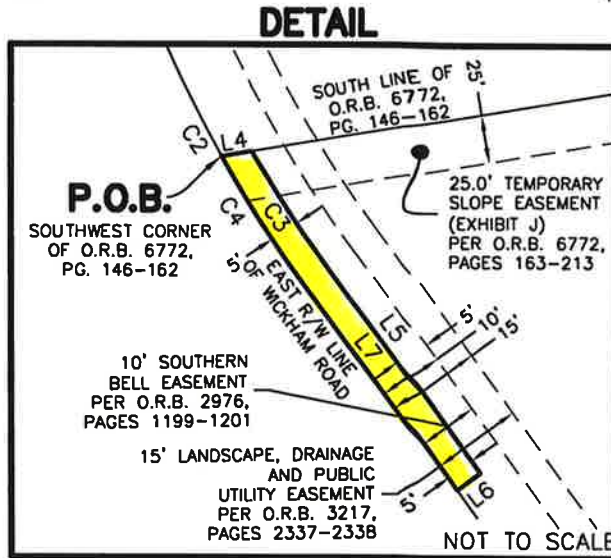 DETAIL
SOUTH LINE OF
O.R.B. 6772,
PG. 146-162
25'
C2
L4
P.O.B.
SOUTHWEST CORNER
OF O.R.B. 6772,
PG. 146-162
C4
C3
25.0' TEMPORARY
SLOPE EASEMENT
(EXHIBIT J)
PER O.R.B. 6772,
PAGES 163-213
5'
EAST R/W LINE
OF WICKHAM ROAD
L5
L7
5'
10'
15'
10' SOUTHERN
BELL EASEMENT
PER O.R.B. 2976,
PAGES 1199-1201
15' LANDSCAPE, DRAINAGE
AND PUBLIC
UTILITY EASEMENT
PER O.R.B. 3217,
PAGES 2337-2338
5'
L6
NOT TO SCALE